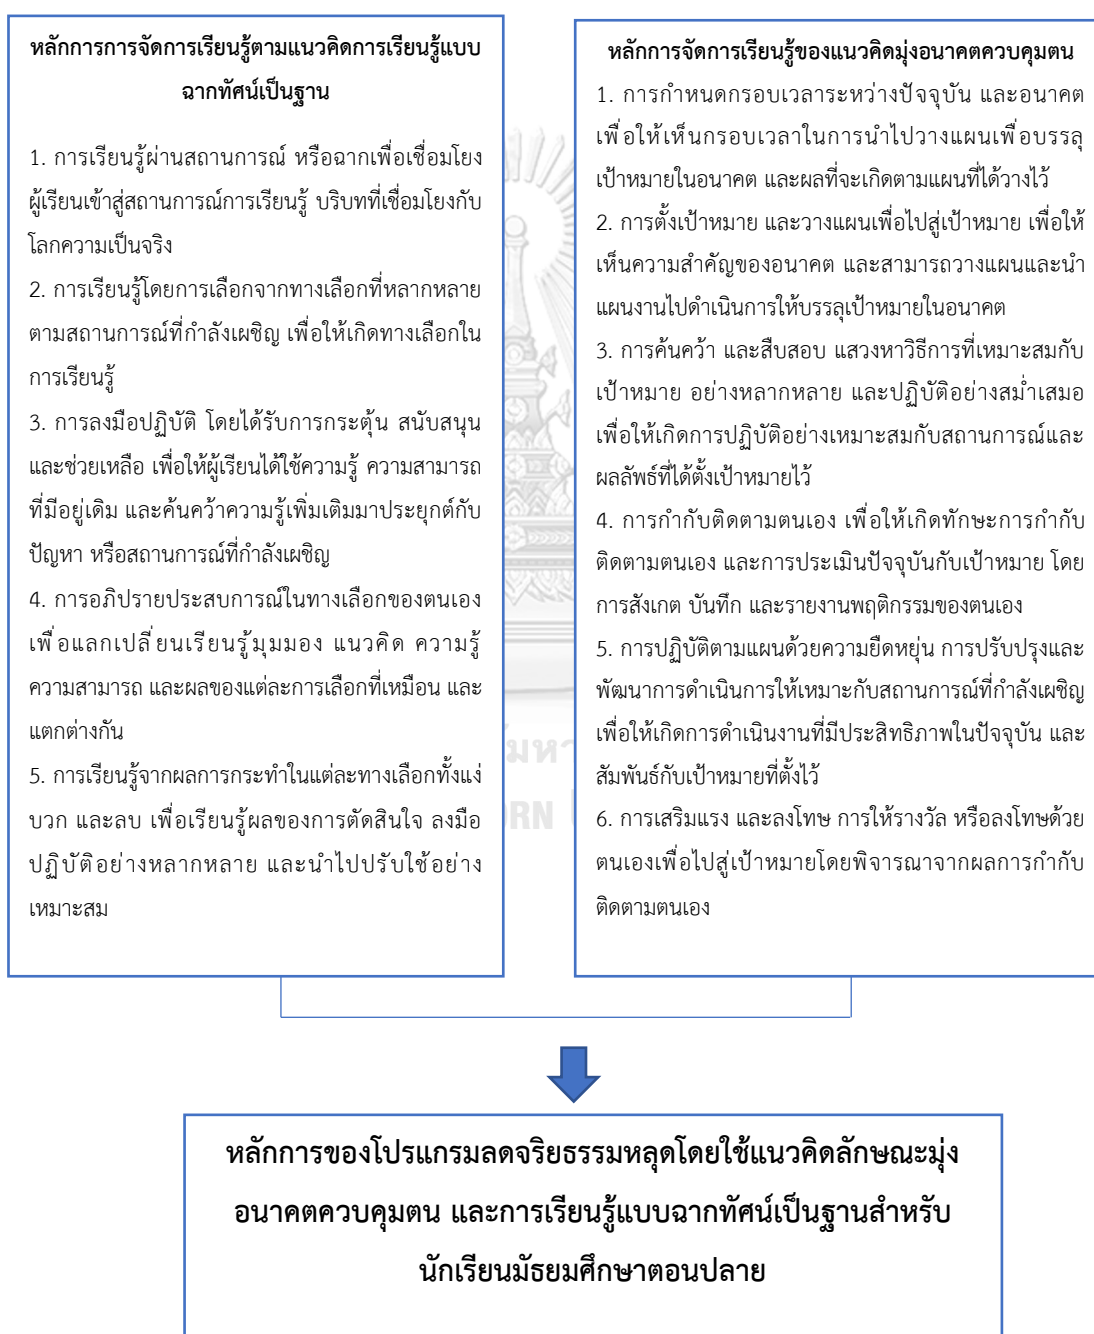 หลักการการจัดการเรียนรู้ตามแนวคิดการเรียนรู้แบบ
ฉากทัศน์เป็นฐาน
1. การเรียนรู้ผ่านสถานการณ์ หรือฉากเพื่อเชื่อมโยง
ผู้เรียนเข้าสู่สถานการณ์การเรียนรู้ บริบทที่เชื่อมโยงกับ
โลกความเป็นจริง
2. การเรียนรู้โดยการเลือกจากทางเลือกที่หลากหลาย
ตามสถานการณ์ที่กำลังเผชิญ เพื่อให้เกิดทางเลือกใน
การเรียนรู้
3. การลงมือปฏิบัติ โดยได้รับการกระตุ้น สนับสนุน
และช่วยเหลือ เพื่อให้ผู้เรียนได้ใช้ความรู้ ความสามารถ
ที่มีอยู่เดิม และค้นคว้าความรู้เพิ่มเติมมาประยุกต์กับ
ปัญหา หรือสถานการณ์ที่กำลังเผชิญ
4. การอภิปรายประสบการณ์ในทางเลือกของตนเอง
เพื่อแลกเปลี่ยนเรียนรู้มุมมอง แนวคิด ความรู้
ความสามารถ และผลของแต่ละการเลือกที่เหมือน และ
แตกต่างกัน
5. การเรียนรู้จากผลการกระทำในแต่ละทางเลือกทั้งแง่
บวก และลบ เพื่อเรียนรู้ผลของการตัดสินใจ ลงมือ
ปฏิบัติอย่างหลากหลาย และนำไปปรับใช้อย่าง
เหมาะสม
หลักการจัดการเรียนรู้ของแนวคิดมุ่งอนาคตควบคุมตน
1. การกำหนดกรอบเวลาระหว่างปัจจุบัน และอนาคต
เพื่อให้เห็นกรอบเวลาในการนำไปวางแผนเพื่อบรรลุ
เป้าหมายในอนาคต และผลที่จะเกิดตามแผนที่ได้วางไว้
2. การตั้งเป้าหมาย และวางแผนเพื่อไปสู่เป้าหมาย เพื่อให้
เห็นความสำคัญของอนาคต และสามารถวางแผนและนำ
แผนงานไปดำเนินการให้บรรลุเป้าหมายในอนาคต
3. การค้นคว้า และสืบสอบ แสวงหาวิธีการที่เหมาะสมกับ
เป้าหมาย อย่างหลากหลาย และปฏิบัติอย่างสม่ำเสมอ
เพื่อให้เกิดการปฏิบัติอย่างเหมาะสมกับสถานการณ์และ
ผลลัพธ์ที่ได้ตั้งเป้าหมายไว้
4. การกำกับติดตามตนเอง เพื่อให้เกิดทักษะการกำกับ
ติดตามตนเอง และการประเมินปัจจุบันกับเป้าหมาย โดย
การสังเกต บันทึก และรายงานพฤติกรรมของตนเอง
5. การปฏิบัติตามแผนด้วยความยืดหยุ่น การปรับปรุงและ
พัฒนาการดำเนินการให้เหมาะกับสถานการณ์ที่กำลังเผชิญ
เพื่อให้เกิดการดำเนินงานที่มีประสิทธิภาพในปัจจุบัน และ
สัมพันธ์กับเป้าหมายที่ตั้งไว้
6. การเสริมแรง และลงโทษ การให้รางวัล หรือลงโทษด้วย
ตนเองเพื่อไปสู่เป้าหมายโดยพิจารณาจากผลการกำกับ
ติดตามตนเอง
หลักการของโปรแกรมลดจริยธรรมหลุดโดยใช้แนวคิดลักษณะมุ่ง
อนาคตควบคุมตน และการเรียนรู้แบบฉากทัศน์เป็นฐานสำหรับ
นักเรียนมัธยมศึกษาตอนปลาย